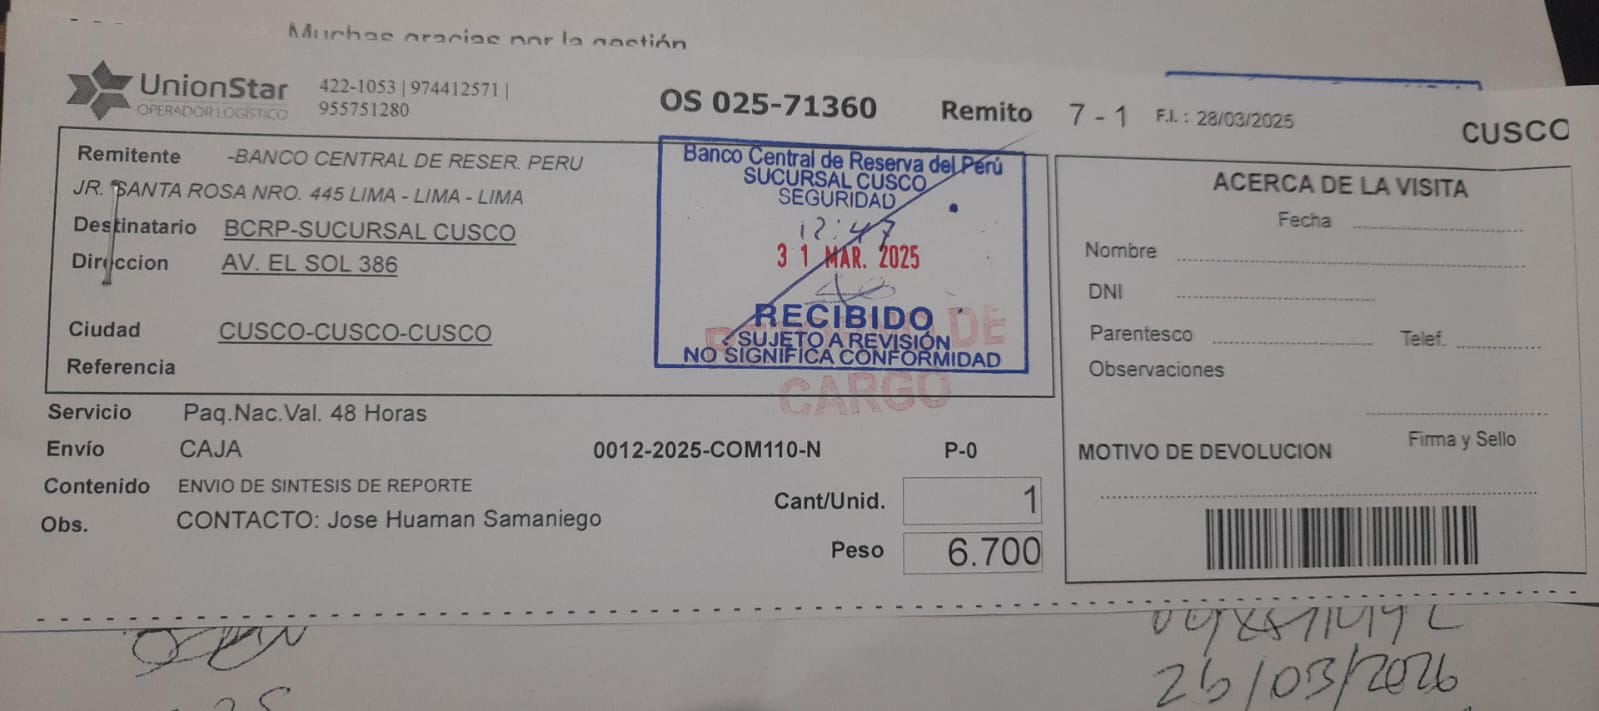 Muchas gracias por la gestión
UnionStar
OPERADOR LOGÍSTICO
422-1053 | 974412571 |
955751280
OS 025-71360
Remito 7 - 1
F.I. : 28/03/2025
CUSCO
Remitente -BANCO CENTRAL DE RESER. PERU
JR. SANTA ROSA NRO. 445 LIMA - LIMA - LIMA
Destinatario BCRP-SUCURSAL CUSCO
Direccion AV. EL SOL 386
Ciudad CUSCO-CUSCO-CUSCO
Referencia
Banco Central de Reserva del Perú
SUCURSAL CUSCO
SEGURIDAD
12:47
31 MAR. 2025
RECIBIDO
SUJETO A REVISIÓN
NO SIGNIFICA CONFORMIDAD
DE
CARGO
Servicio Paq.Nac.Val. 48 Horas
Envío CAJA 0012-2025-COM110-N P-0
Contenido ENVIO DE SINTESIS DE REPORTE
Obs. CONTACTO: Jose Huaman Samaniego
Cant/Unid. 1
Peso 6.700
ACERCA DE LA VISITA
Fecha
Nombre
DNI
Parentesco Telef.
Observaciones
Firma y Sello
MOTIVO DE DEVOLUCION
26/03/2026